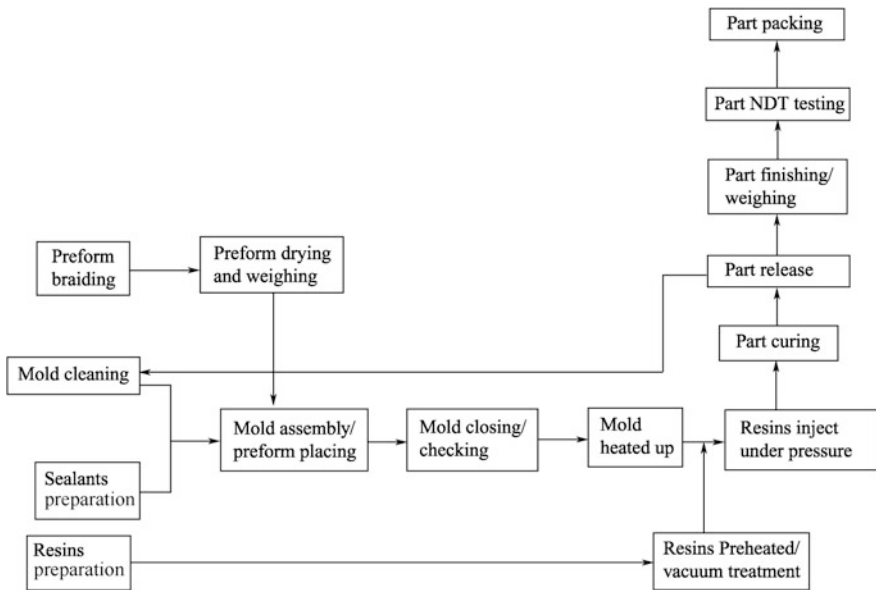 Part packing
Part NDT testing
Part finishing/
weighing
Preform
braiding
Preform drying
and weighing
Part release
Part curing
Mold cleaning
Mold assembly/
preform placing
Mold closing/
checking
Mold
heated up
Resins inject
under pressure
Sealants
preparation
Resins
preparation
Resins Preheated/
vacuum treatment